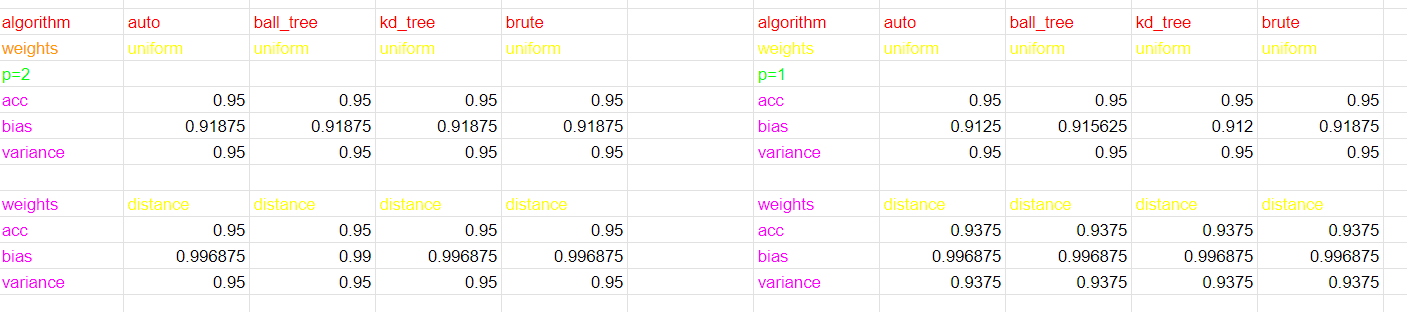 algorithm auto ball_tree kd_tree brute algorithm auto ball_tree kd_tree brute
weights uniform uniform uniform uniform weights uniform uniform uniform uniform
p=2 p=1
acc 0.95 0.95 0.95 0.95 acc 0.95 0.95 0.95 0.95
bias 0.91875 0.91875 0.91875 0.91875 bias 0.9125 0.915625 0.912 0.91875
variance 0.95 0.95 0.95 0.95 variance 0.95 0.95 0.95 0.95
weights distance distance distance distance weights distance distance distance distance
acc 0.95 0.95 0.95 0.95 acc 0.9375 0.9375 0.9375 0.9375
bias 0.996875 0.99 0.996875 0.996875 bias 0.996875 0.996875 0.996875 0.996875
variance 0.95 0.95 0.95 0.95 variance 0.9375 0.9375 0.9375 0.9375